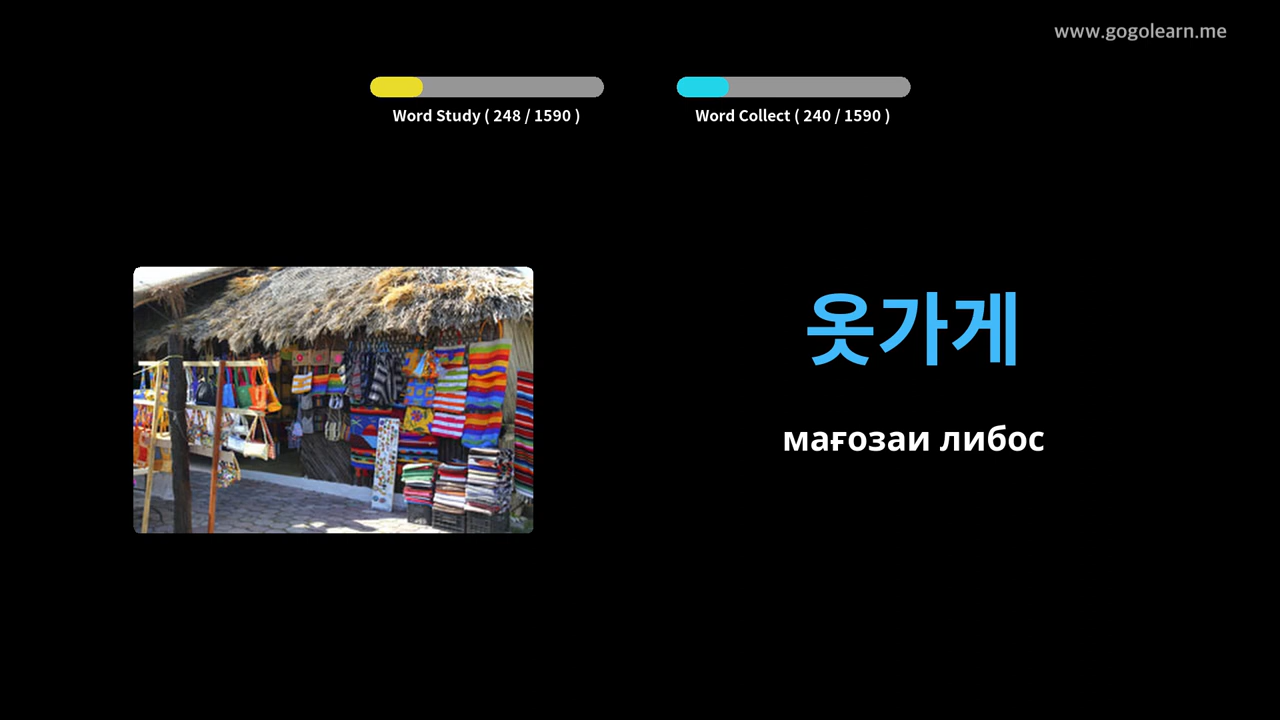 www.gogolearn.me
Word Study ( 248 / 1590 )
Word Collect ( 240 / 1590 )
옷가게
мағозаи либос